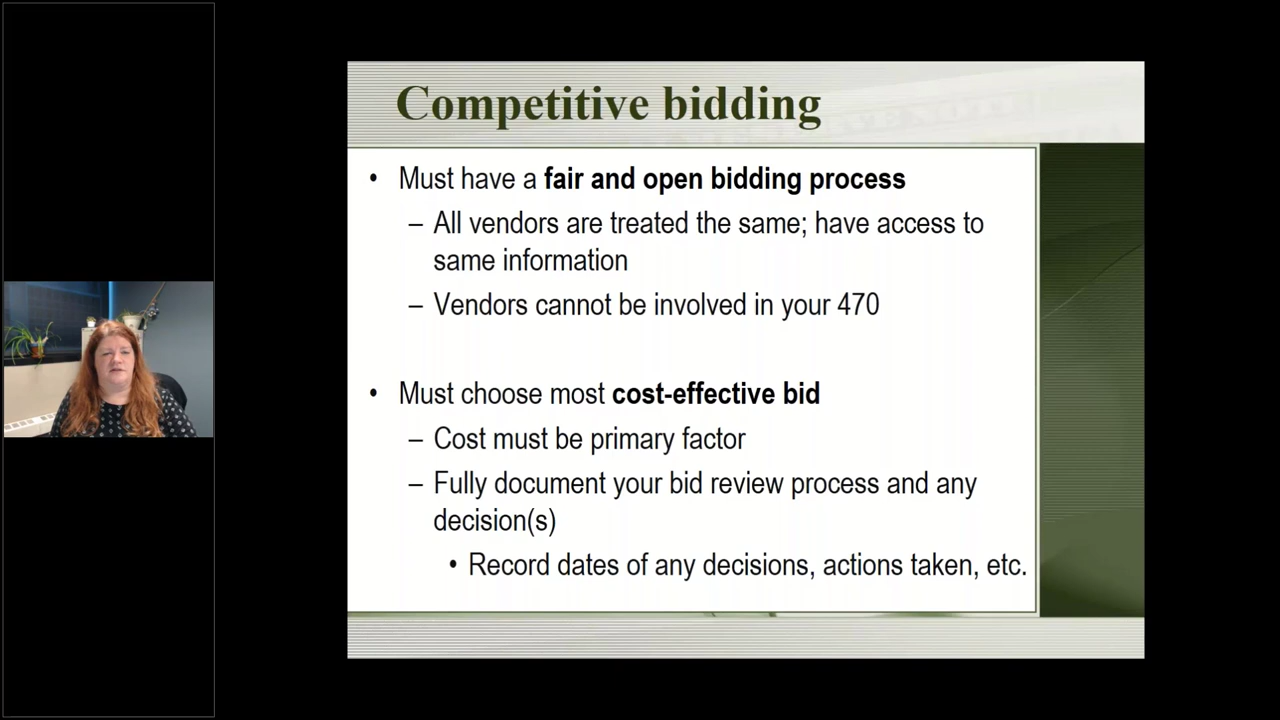 Competitive bidding
• Must have a fair and open bidding process
– All vendors are treated the same; have access to
same information
– Vendors cannot be involved in your 470
• Must choose most cost-effective bid
– Cost must be primary factor
– Fully document your bid review process and any
decision(s)
• Record dates of any decisions, actions taken, etc.